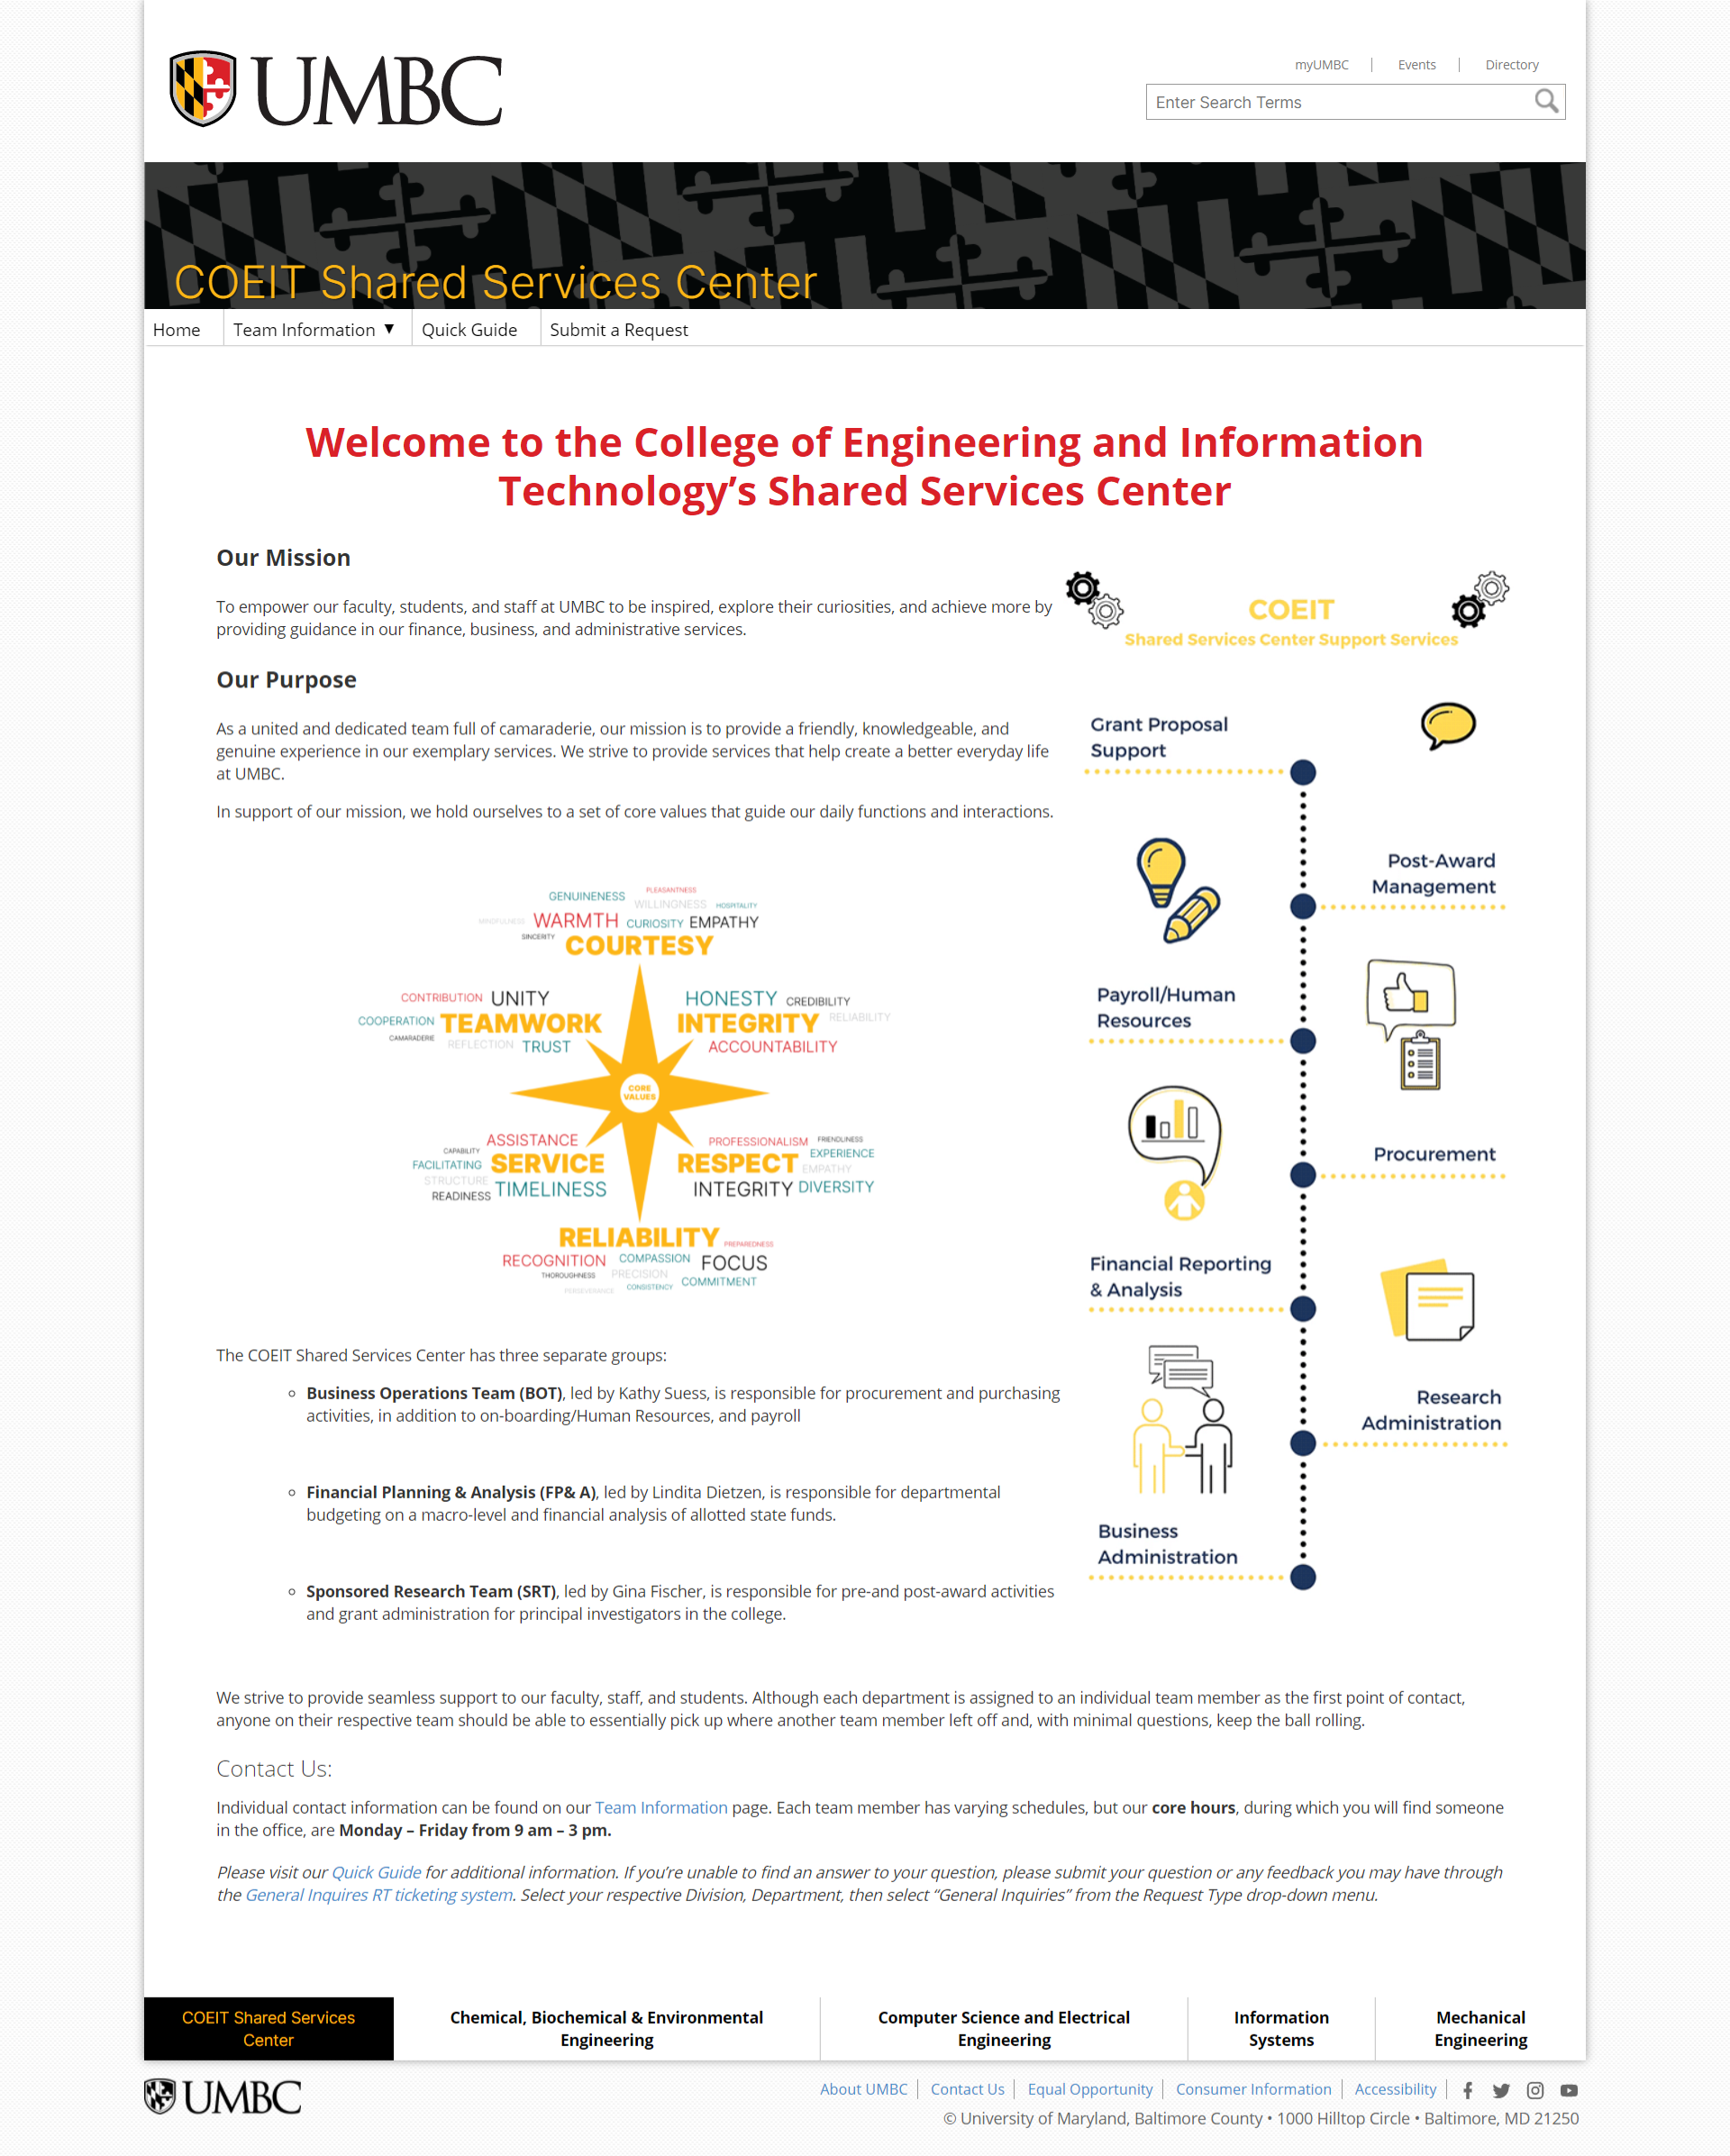 UMBC
myUMBC
Events
Directory
Enter Search Terms
COEIT Shared Services Center
Home
Team Information ▼
Quick Guide
Submit a Request
Welcome to the College of Engineering and Information
Technology’s Shared Services Center
Our Mission
To empower our faculty, students, and staff at UMBC to be inspired, explore their curiosities, and achieve more by
providing guidance in our finance, business, and administrative services.
Our Purpose
As a united and dedicated team full of camaraderie, our mission is to provide a friendly, knowledgeable, and
genuine experience in our exemplary services. We strive to provide services that help create a better everyday life
at UMBC.
In support of our mission, we hold ourselves to a set of core values that guide our daily functions and interactions.
GENUINENESS PLEASANTNESS
WILLINGNESS HOSPITALITY
MINDFULNESS WARMTH CURIOSITY EMPATHY
SINCERITY COURTESY
CONTRIBUTION UNITY
COOPERATION TEAMWORK
CAMARADERIE REFLECTION TRUST
HONESTY CREDIBILITY
INTEGRITY RELIABILITY
ACCOUNTABILITY
CORE
VALUES
ASSISTANCE
CAPABILITY
FACILITATING SERVICE
STRUCTURE
READINESS TIMELINESS
PROFESSIONALISM FRIENDLINESS
EXPERIENCE
RESPECT EMPATHY
INTEGRITY DIVERSITY
RELIABILITY PREPAREDNESS
RECOGNITION COMPASSION FOCUS
THOROUGHNESS PRECISION
PERSEVERANCE CONSISTENCY COMMITMENT
COEIT
Shared Services Center Support Services
Grant Proposal
Support
Post-Award
Management
Payroll/Human
Resources
Procurement
Financial Reporting
& Analysis
Research
Administration
Business
Administration
The COEIT Shared Services Center has three separate groups:
Business Operations Team (BOT), led by Kathy Suess, is responsible for procurement and purchasing
activities, in addition to on-boarding/Human Resources, and payroll
Financial Planning & Analysis (FP& A), led by Lindita Dietzen, is responsible for departmental
budgeting on a macro-level and financial analysis of allotted state funds.
Sponsored Research Team (SRT), led by Gina Fischer, is responsible for pre-and post-award activities
and grant administration for principal investigators in the college.
We strive to provide seamless support to our faculty, staff, and students. Although each department is assigned to an individual team member as the first point of contact,
anyone on their respective team should be able to essentially pick up where another team member left off and, with minimal questions, keep the ball rolling.
Contact Us:
Individual contact information can be found on our Team Information page. Each team member has varying schedules, but our core hours, during which you will find someone
in the office, are Monday – Friday from 9 am – 3 pm.
Please visit our Quick Guide for additional information. If you’re unable to find an answer to your question, please submit your question or any feedback you may have through
the General Inquires RT ticketing system. Select your respective Division, Department, then select “General Inquiries” from the Request Type drop-down menu.
COEIT Shared Services
Center
Chemical, Biochemical & Environmental
Engineering
Computer Science and Electrical
Engineering
Information
Systems
Mechanical
Engineering
UMBC
About UMBC
Contact Us
Equal Opportunity
Consumer Information
Accessibility
© University of Maryland, Baltimore County • 1000 Hilltop Circle • Baltimore, MD 21250